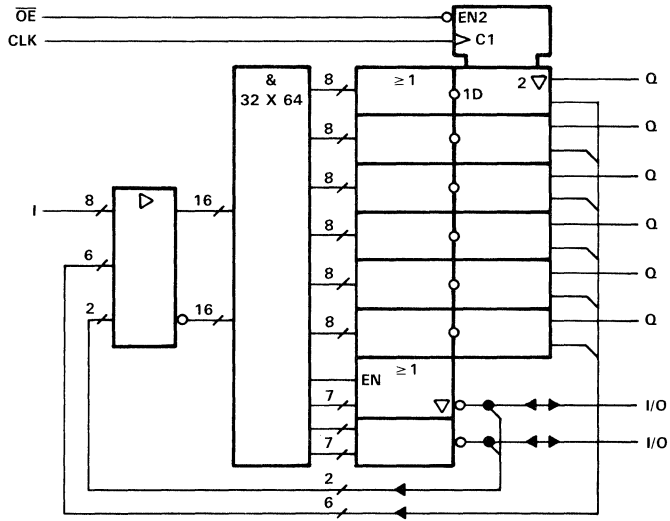 OE EN2
CLK C1
& 8 ≥1 1D 2 ▽ Q
32 X 64
8 Q
8 Q
I 8 ▷ 16
8 Q
6
8 Q
2 16
8 Q
EN ≥1
7 ▽ I/O
7 I/O
2
6